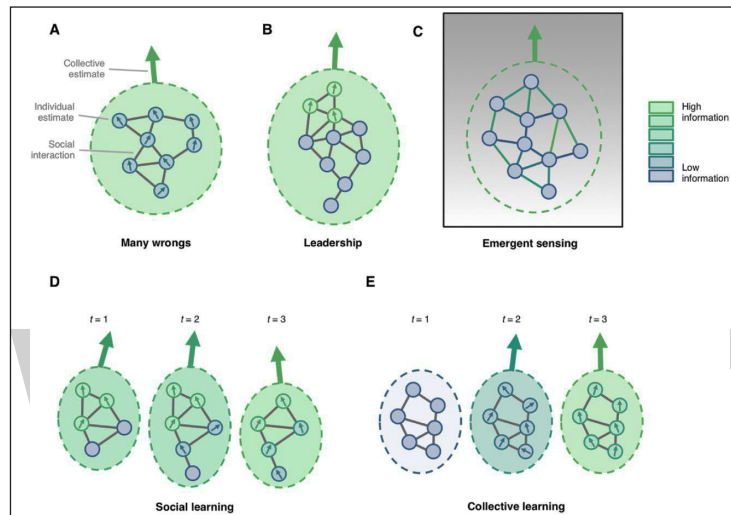 A
B
C
Collective
estimate
Individual
estimate
Social
interaction
High
information
Low
information
Many wrongs
Leadership
Emergent sensing
D
E
t = 1
t = 2
t = 3
t = 1
t = 2
t = 3
Social learning
Collective learning